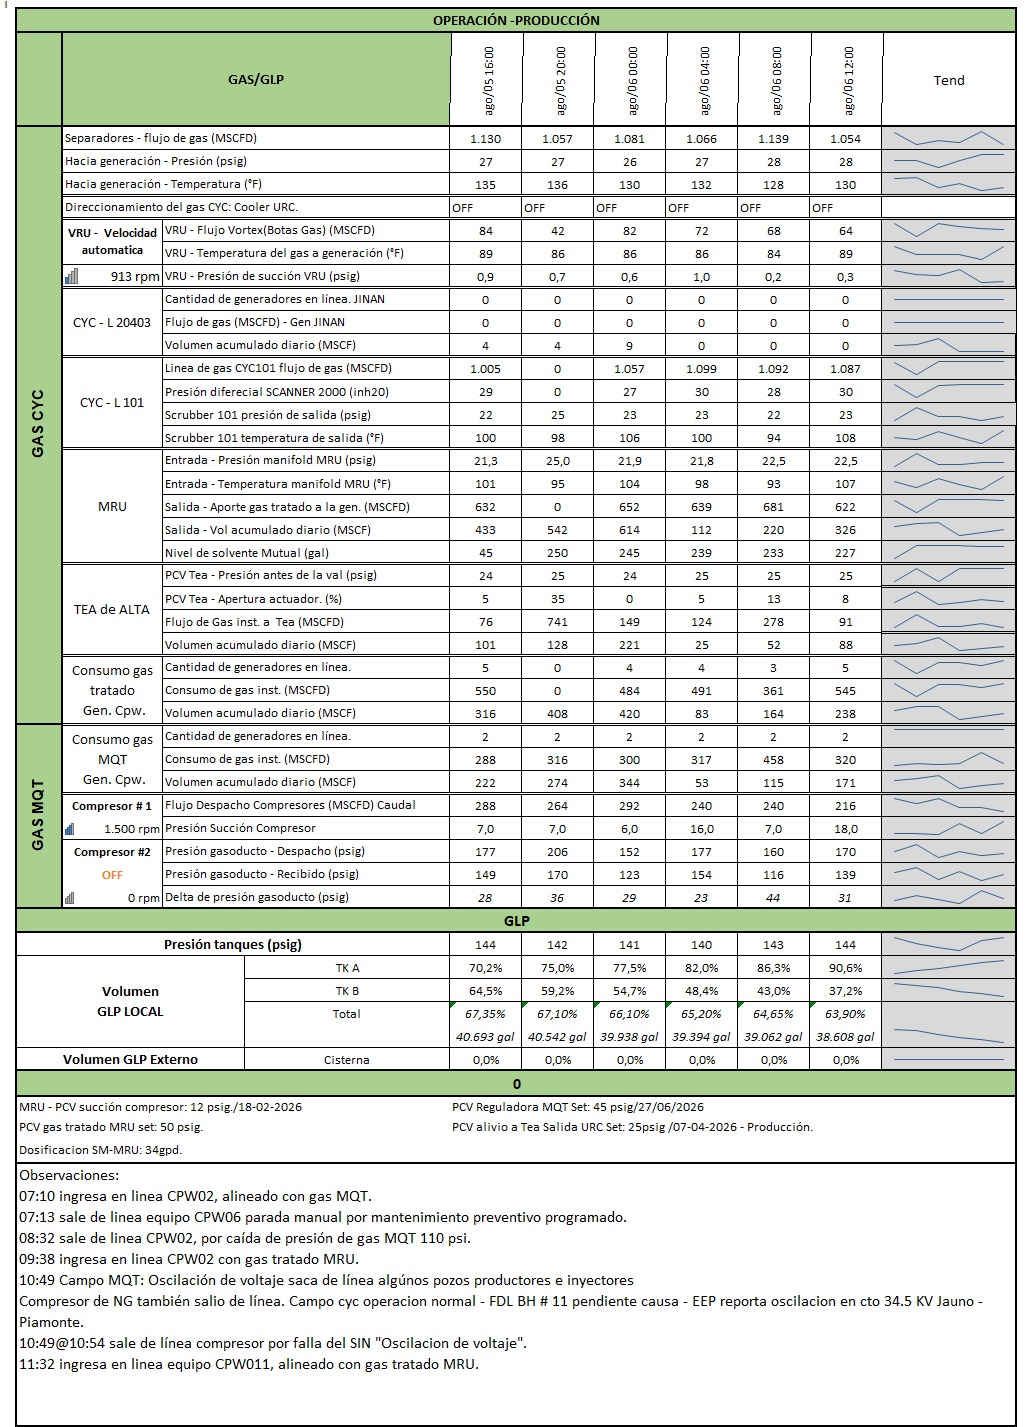 OPERACIÓN -PRODUCCIÓN
GAS/GLP ago/05 16:00 ago/05 20:00 ago/06 00:00 ago/06 04:00 ago/06 08:00 ago/06 12:00 Tend
GAS CYC
Separadores - flujo de gas (MSCFD) 1.130 1.057 1.081 1.066 1.139 1.054
Hacia generación - Presión (psig) 27 27 26 27 28 28
Hacia generación - Temperatura (°F) 135 136 130 132 128 130
Direccionamiento del gas CYC: Cooler URC. OFF OFF OFF OFF OFF OFF
VRU - Velocidad automatica
VRU - Flujo Vortex(Botas Gas) (MSCFD) 84 42 82 72 68 64
VRU - Temperatura del gas a generación (°F) 89 86 86 86 84 89
913 rpm VRU - Presión de succión VRU (psig) 0,9 0,7 0,6 1,0 0,2 0,3
CYC - L 20403
Cantidad de generadores en línea. JINAN 0 0 0 0 0 0
Flujo de gas (MSCFD) - Gen JINAN 0 0 0 0 0 0
Volumen acumulado diario (MSCF) 4 4 9 0 0 0
CYC - L 101
Linea de gas CYC101 flujo de gas (MSCFD) 1.005 0 1.057 1.099 1.092 1.087
Presión diferecial SCANNER 2000 (inh20) 29 0 27 30 28 30
Scrubber 101 presión de salida (psig) 22 25 23 23 22 23
Scrubber 101 temperatura de salida (°F) 100 98 106 100 94 108
MRU
Entrada - Presión manifold MRU (psig) 21,3 25,0 21,9 21,8 22,5 22,5
Entrada - Temperatura manifold MRU (°F) 101 95 104 98 93 107
Salida - Aporte gas tratado a la gen. (MSCFD) 632 0 652 639 681 622
Salida - Vol acumulado diario (MSCF) 433 542 614 112 220 326
Nivel de solvente Mutual (gal) 45 250 245 239 233 227
TEA de ALTA
PCV Tea - Presión antes de la val (psig) 24 25 24 25 25 25
PCV Tea - Apertura actuador. (%) 5 35 0 5 13 8
Flujo de Gas inst. a Tea (MSCFD) 76 741 149 124 278 91
Volumen acumulado diario (MSCF) 101 128 221 25 52 88
Consumo gas tratado Gen. Cpw.
Cantidad de generadores en línea. 5 0 4 4 3 5
Consumo de gas inst. (MSCFD) 550 0 484 491 361 545
Volumen acumulado diario (MSCF) 316 408 420 83 164 238
GAS MQT
Consumo gas MQT Gen. Cpw.
Cantidad de generadores en línea. 2 2 2 2 2 2
Consumo de gas inst. (MSCFD) 288 316 300 317 458 320
Volumen acumulado diario (MSCF) 222 274 344 53 115 171
Compresor # 1 Flujo Despacho Compresores (MSCFD) Caudal 288 264 292 240 240 216
1.500 rpm Presión Succión Compresor 7,0 7,0 6,0 16,0 7,0 18,0
Compresor #2 Presión gasoducto - Despacho (psig) 177 206 152 177 160 170
OFF Presión gasoducto - Recibido (psig) 149 170 123 154 116 139
0 rpm Delta de presión gasoducto (psig) 28 36 29 23 44 31
GLP
Presión tanques (psig) 144 142 141 140 143 144
Volumen GLP LOCAL
TK A 70,2% 75,0% 77,5% 82,0% 86,3% 90,6%
TK B 64,5% 59,2% 54,7% 48,4% 43,0% 37,2%
Total 67,35% 67,10% 66,10% 65,20% 64,65% 63,90%
40.693 gal 40.542 gal 39.938 gal 39.394 gal 39.062 gal 38.608 gal
Volumen GLP Externo Cisterna 0,0% 0,0% 0,0% 0,0% 0,0% 0,0%
0
MRU - PCV succión compresor: 12 psig./18-02-2026 PCV Reguladora MQT Set: 45 psig/27/06/2026
PCV gas tratado MRU set: 50 psig. PCV alivio a Tea Salida URC Set: 25psig /07-04-2026 - Producción.
Dosificacion SM-MRU: 34gpd.
Observaciones:
07:10 ingresa en linea CPW02, alineado con gas MQT.
07:13 sale de linea equipo CPW06 parada manual por mantenimiento preventivo programado.
08:32 sale de linea CPW02, por caída de presión de gas MQT 110 psi.
09:38 ingresa en linea CPW02 con gas tratado MRU.
10:49 Campo MQT: Oscilación de voltaje saca de línea algúnos pozos productores e inyectores
Compresor de NG también salio de línea. Campo cyc operacion normal - FDL BH # 11 pendiente causa - EEP reporta oscilacion en cto 34.5 KV Jauno -
Piamonte.
10:49@10:54 sale de línea compresor por falla del SIN "Oscilacion de voltaje".
11:32 ingresa en linea equipo CPW011, alineado con gas tratado MRU.